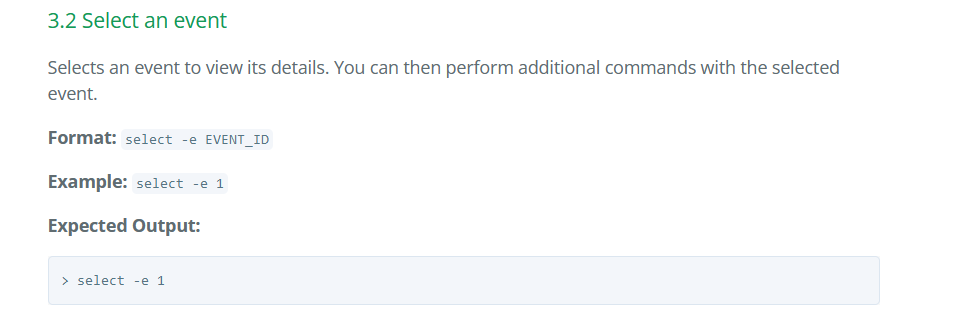 3.2 Select an event
Selects an event to view its details. You can then perform additional commands with the selected
event.
Format: select -e EVENT_ID
Example: select -e 1
Expected Output:
> select -e 1